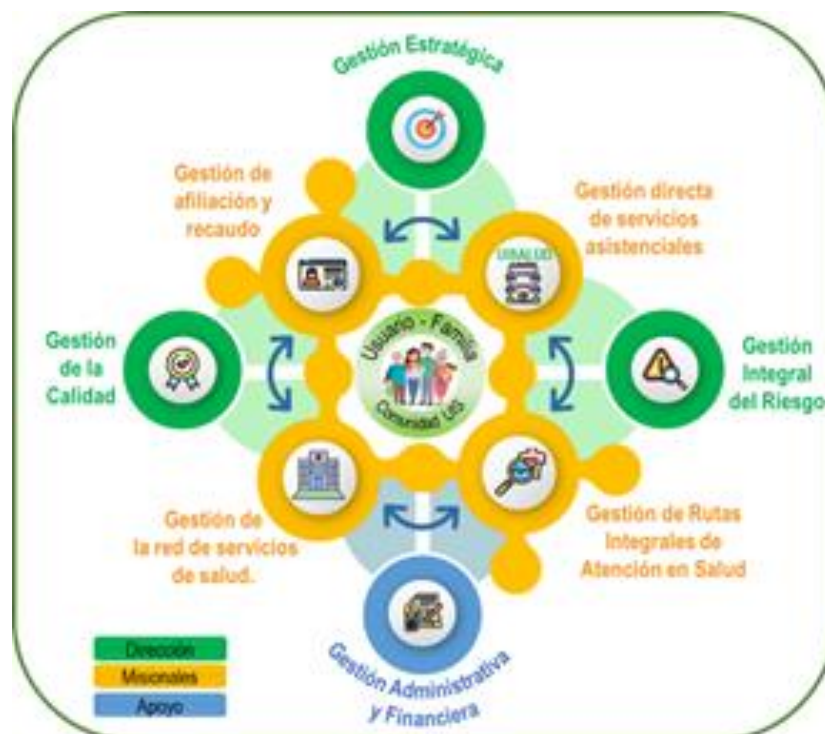 Gestión Estratégica
Gestión de
afiliación y
recaudo
Gestión directa
de servicios
asistenciales
UISALUD
Usuario - Familia
Comunidad UIS
Gestión
de la
Calidad
Gestión
Integral
del Riesgo
Gestión de
la red de servicios
de salud.
Gestión de Rutas
Integrales de
Atención en Salud
Gestión Administrativa
y Financiera
Dirección
Misionales
Apoyo